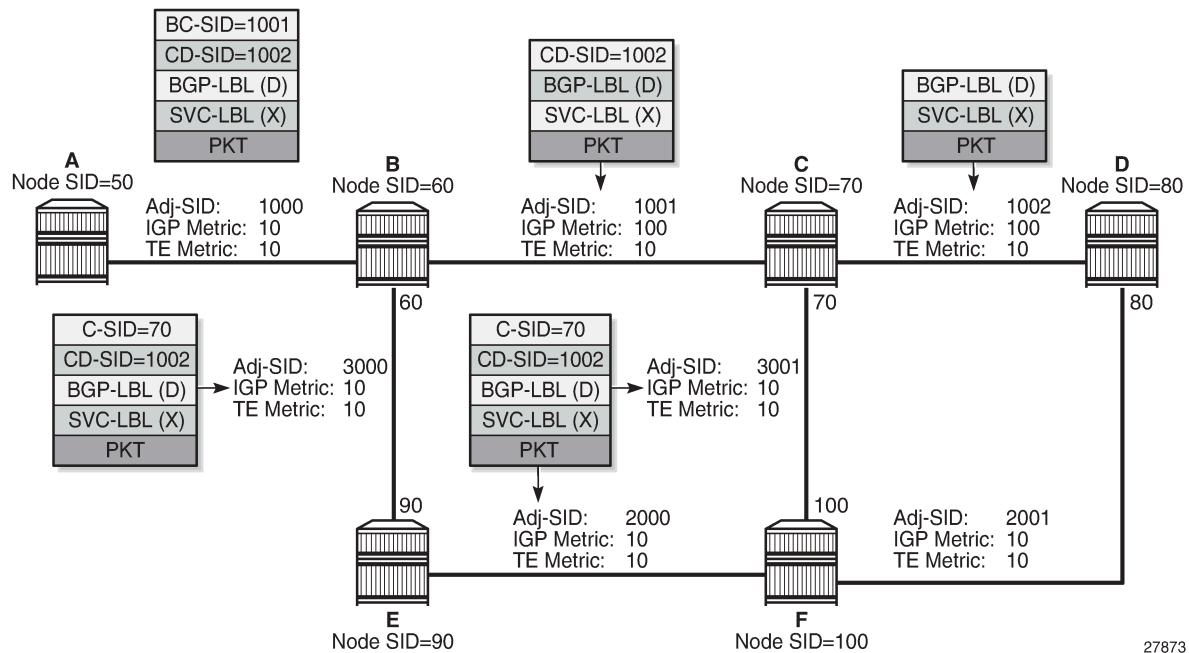 BC-SID=1001
CD-SID=1002
BGP-LBL (D)
SVC-LBL (X)
PKT
CD-SID=1002
BGP-LBL (D)
SVC-LBL (X)
PKT
BGP-LBL (D)
SVC-LBL (X)
PKT
A
Node SID=50
B
Node SID=60
C
Node SID=70
D
Node SID=80
Adj-SID: 1000
IGP Metric: 10
TE Metric: 10
Adj-SID: 1001
IGP Metric: 100
TE Metric: 10
Adj-SID: 1002
IGP Metric: 100
TE Metric: 10
60
70
80
C-SID=70
CD-SID=1002
BGP-LBL (D)
SVC-LBL (X)
PKT
Adj-SID: 3000
IGP Metric: 10
TE Metric: 10
C-SID=70
CD-SID=1002
BGP-LBL (D)
SVC-LBL (X)
PKT
Adj-SID: 3001
IGP Metric: 10
TE Metric: 10
90
100
Adj-SID: 2000
IGP Metric: 10
TE Metric: 10
Adj-SID: 2001
IGP Metric: 10
TE Metric: 10
E
Node SID=90
F
Node SID=100
27873